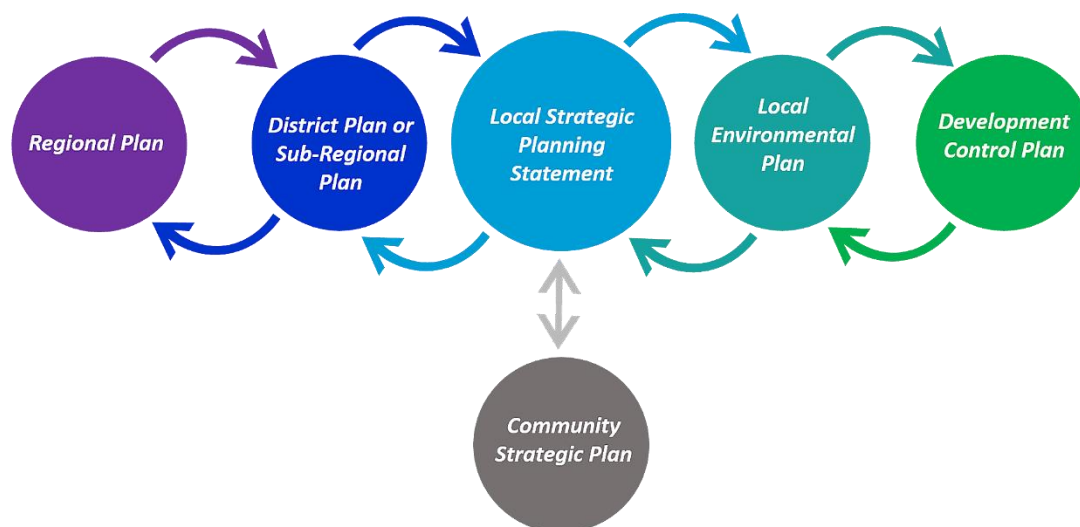 Regional Plan
District Plan or
Sub-Regional
Plan
Local Strategic
Planning
Statement
Local
Environmental
Plan
Development
Control Plan
Community
Strategic Plan